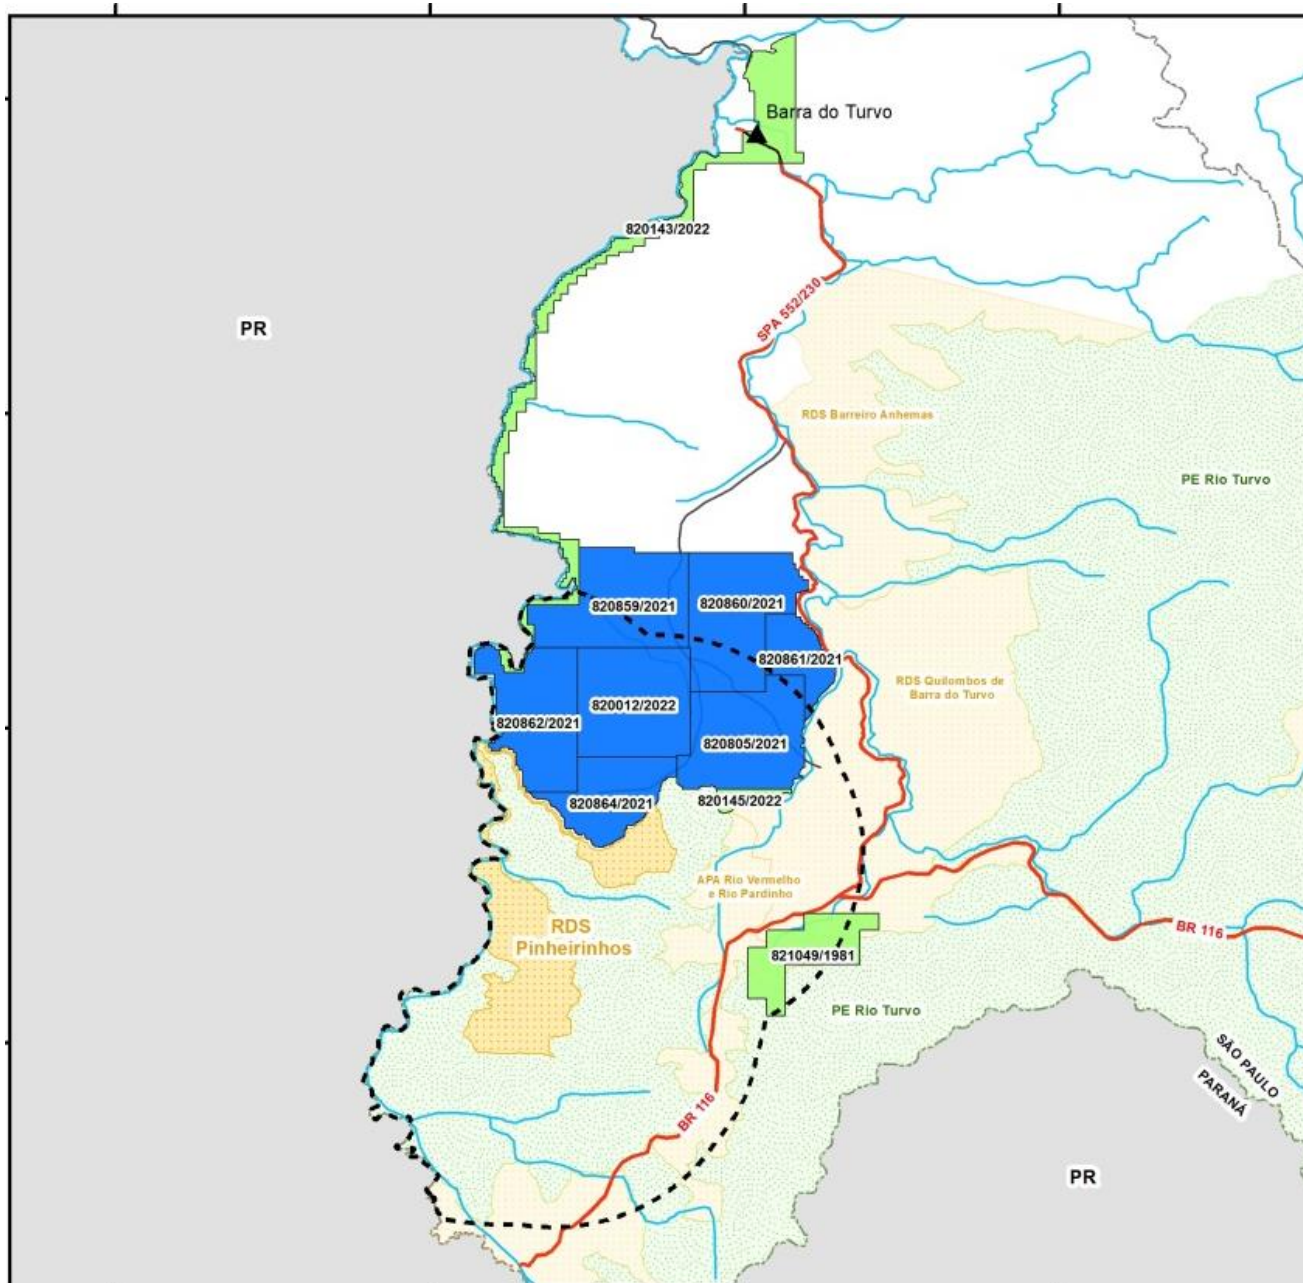 Barra do Turvo
820143/2022
SPA 552/230
PR
RDS Barreiro Anhemas
PE Rio Turvo
820859/2021
820860/2021
820861/2021
RDS Quilombos de
Barra do Turvo
820012/2022
820862/2021
820805/2021
820864/2021
820145/2022
APA Rio Vermelho
e Rio Pardinho
RDS
Pinheirinhos
BR 116
821049/1981
PE Rio Turvo
SÃO PAULO
PARANÁ
BR 116
PR